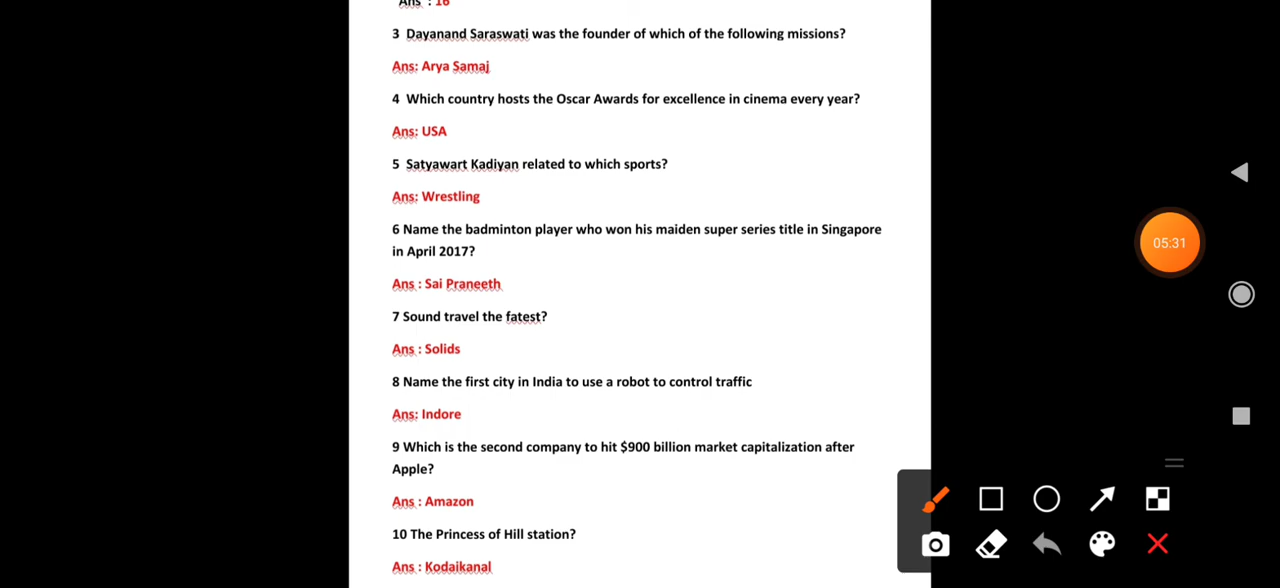 Ans : 16
3 Dayanand Saraswati was the founder of which of the following missions?
Ans: Arya Samaj
4 Which country hosts the Oscar Awards for excellence in cinema every year?
Ans: USA
5 Satyawart Kadiyan related to which sports?
Ans: Wrestling
6 Name the badminton player who won his maiden super series title in Singapore
in April 2017?
Ans : Sai Praneeth
7 Sound travel the fatest?
Ans : Solids
8 Name the first city in India to use a robot to control traffic
Ans: Indore
9 Which is the second company to hit $900 billion market capitalization after
Apple?
Ans : Amazon
10 The Princess of Hill station?
Ans : Kodaikanal
05:31